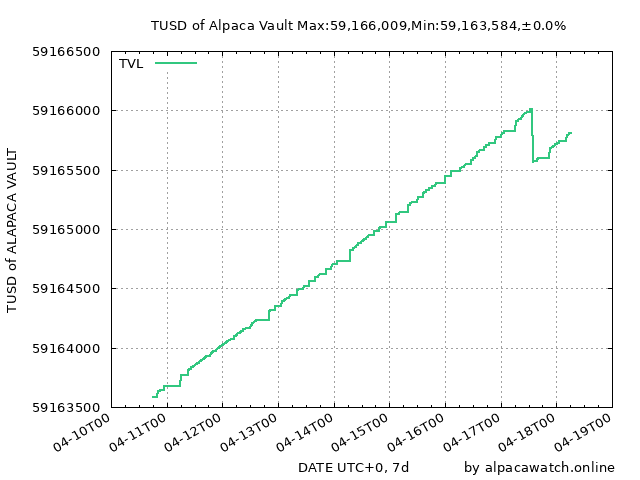 TUSD of Alpaca Vault Max:59,166,009,Min:59,163,584,±0.0%
TVL
TUSD of ALAPACA VAULT
59166500
59166000
59165500
59165000
59164500
59164000
59163500
04-10T00
04-11T00
04-12T00
04-13T00
04-14T00
04-15T00
04-16T00
04-17T00
04-18T00
04-19T00
DATE UTC+0, 7d
by alpacawatch.online